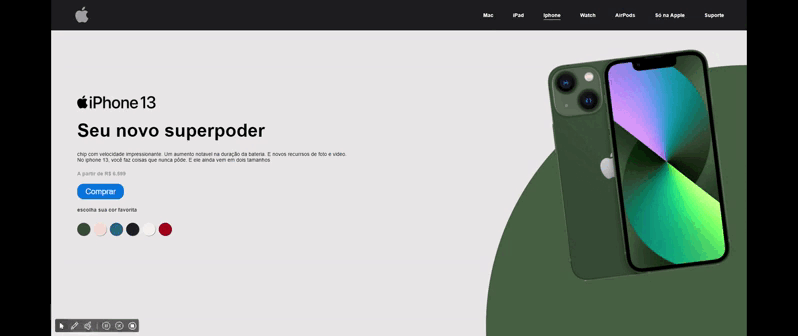 Mac iPad Iphone Watch AirPods Só na Apple Suporte
iPhone 13
Seu novo superpoder
chip com velocidade impressionante. Um aumento notavel na duração da bateria. E novos recursos de foto e video.
No iphone 13, você faz coisas que nunca pôde. E ele ainda vem em dois tamanhos
A partir de R$ 6.599
Comprar
escolha sua cor favorita